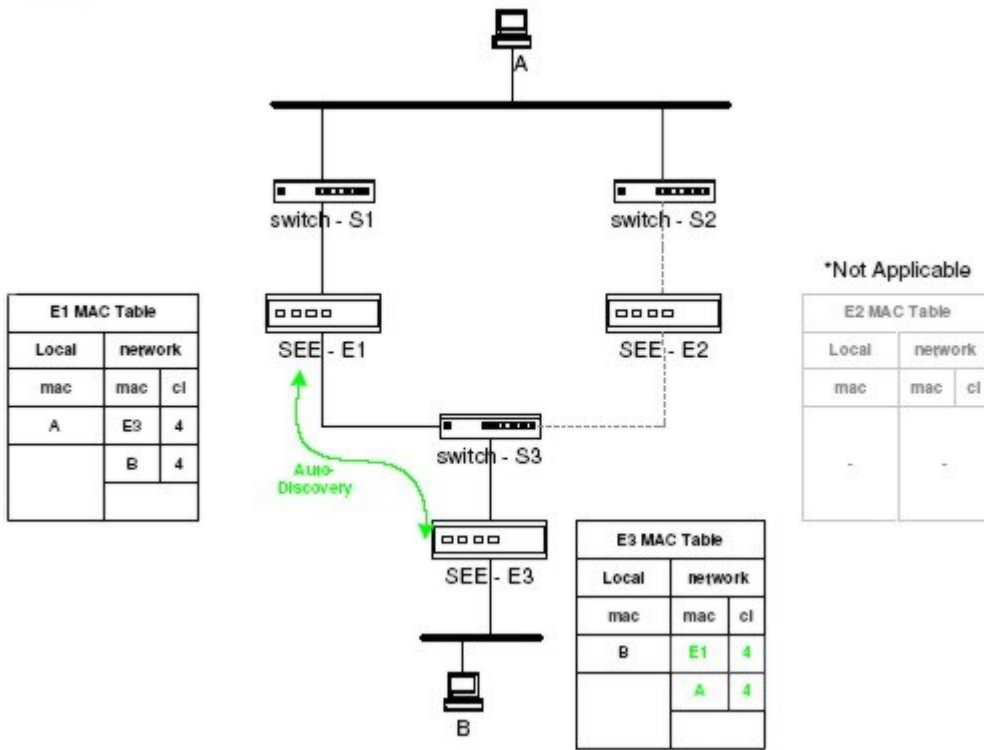 A
switch - S1
switch - S2
*Not Applicable
E1 MAC Table
Local network
mac mac cl
A E3 4
B 4
SEE - E1
SEE - E2
E2 MAC Table
Local network
mac mac cl
- -
switch - S3
Auto-
Discovery
SEE - E3
E3 MAC Table
Local network
mac mac cl
B E1 4
A 4
B